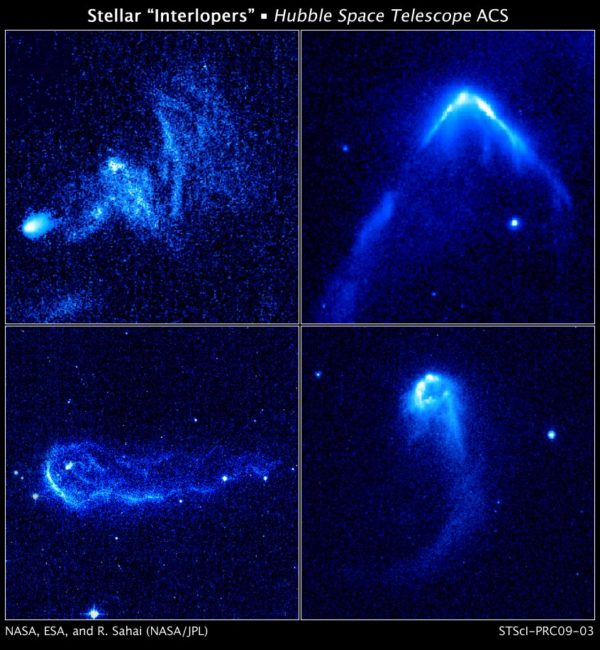 Stellar “Interlopers” ▪ Hubble Space Telescope ACS
NASA, ESA, and R. Sahai (NASA/JPL)
STScI-PRC09-03